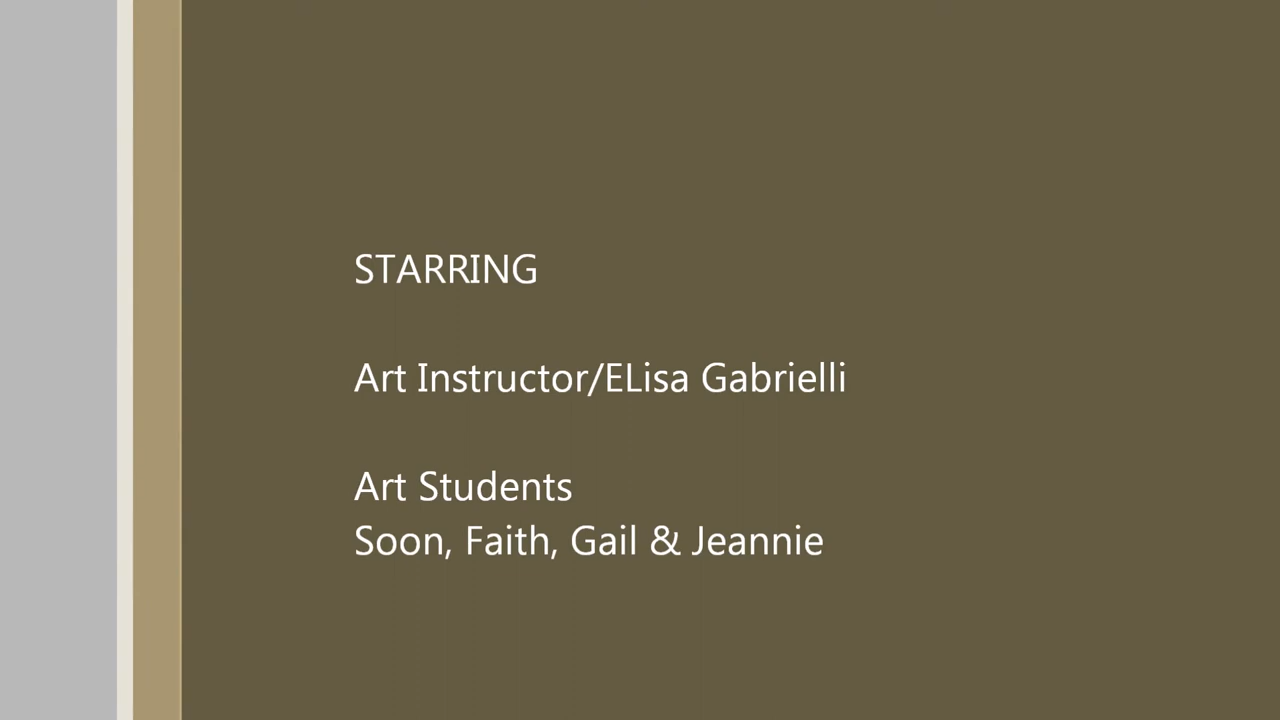 STARRING
Art Instructor/ELisa Gabrielli
Art Students
Soon, Faith, Gail & Jeannie